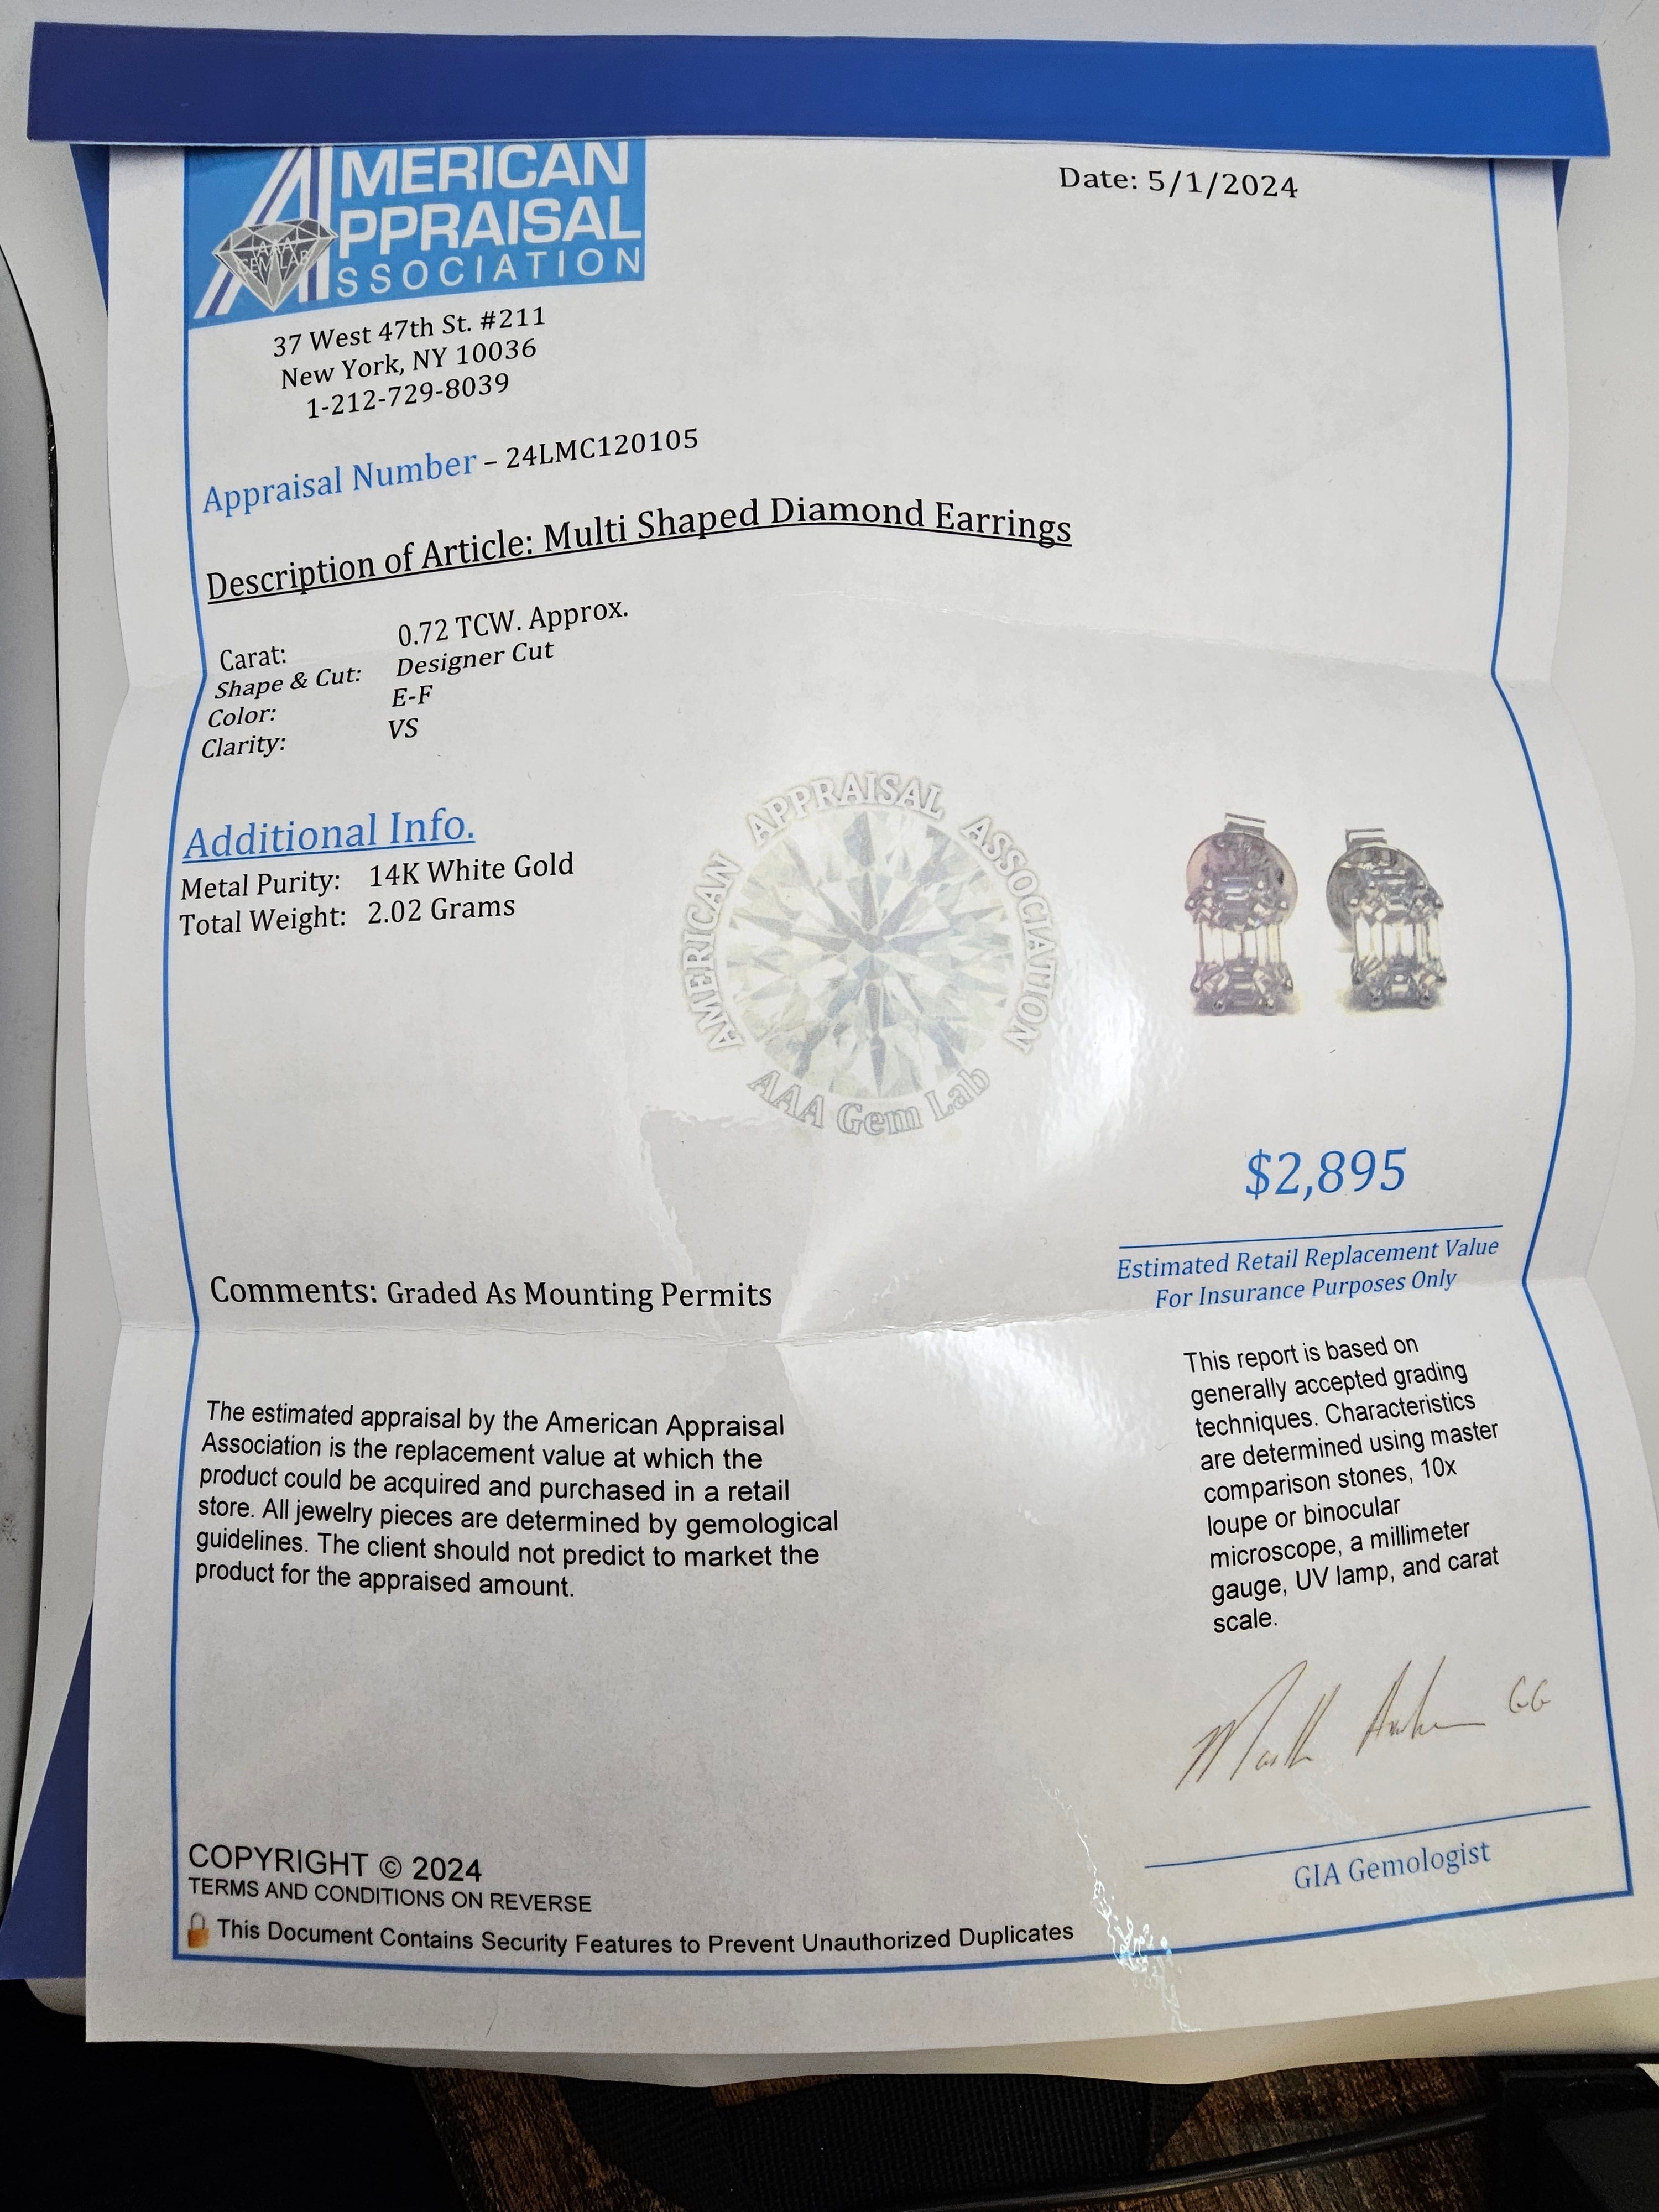 AMERICAN
APPRAISAL
ASSOCIATION
AAA
GEM LAB
Date: 5/1/2024
37 West 47th St. #211
New York, NY 10036
1-212-729-8039
Appraisal Number – 24LMC120105
Description of Article: Multi Shaped Diamond Earrings
Carat: 0.72 TCW. Approx.
Shape & Cut: Designer Cut
Color: E-F
Clarity: VS
Additional Info.
Metal Purity: 14K White Gold
Total Weight: 2.02 Grams
AMERICAN APPRAISAL ASSOCIATION
AAA Gem Lab
$2,895
Estimated Retail Replacement Value
For Insurance Purposes Only
Comments: Graded As Mounting Permits
The estimated appraisal by the American Appraisal
Association is the replacement value at which the
product could be acquired and purchased in a retail
store. All jewelry pieces are determined by gemological
guidelines. The client should not predict to market the
product for the appraised amount.
This report is based on
generally accepted grading
techniques. Characteristics
are determined using master
comparison stones, 10x
loupe or binocular
microscope, a millimeter
gauge, UV lamp, and carat
scale.
GG
GIA Gemologist
COPYRIGHT © 2024
TERMS AND CONDITIONS ON REVERSE
This Document Contains Security Features to Prevent Unauthorized Duplicates